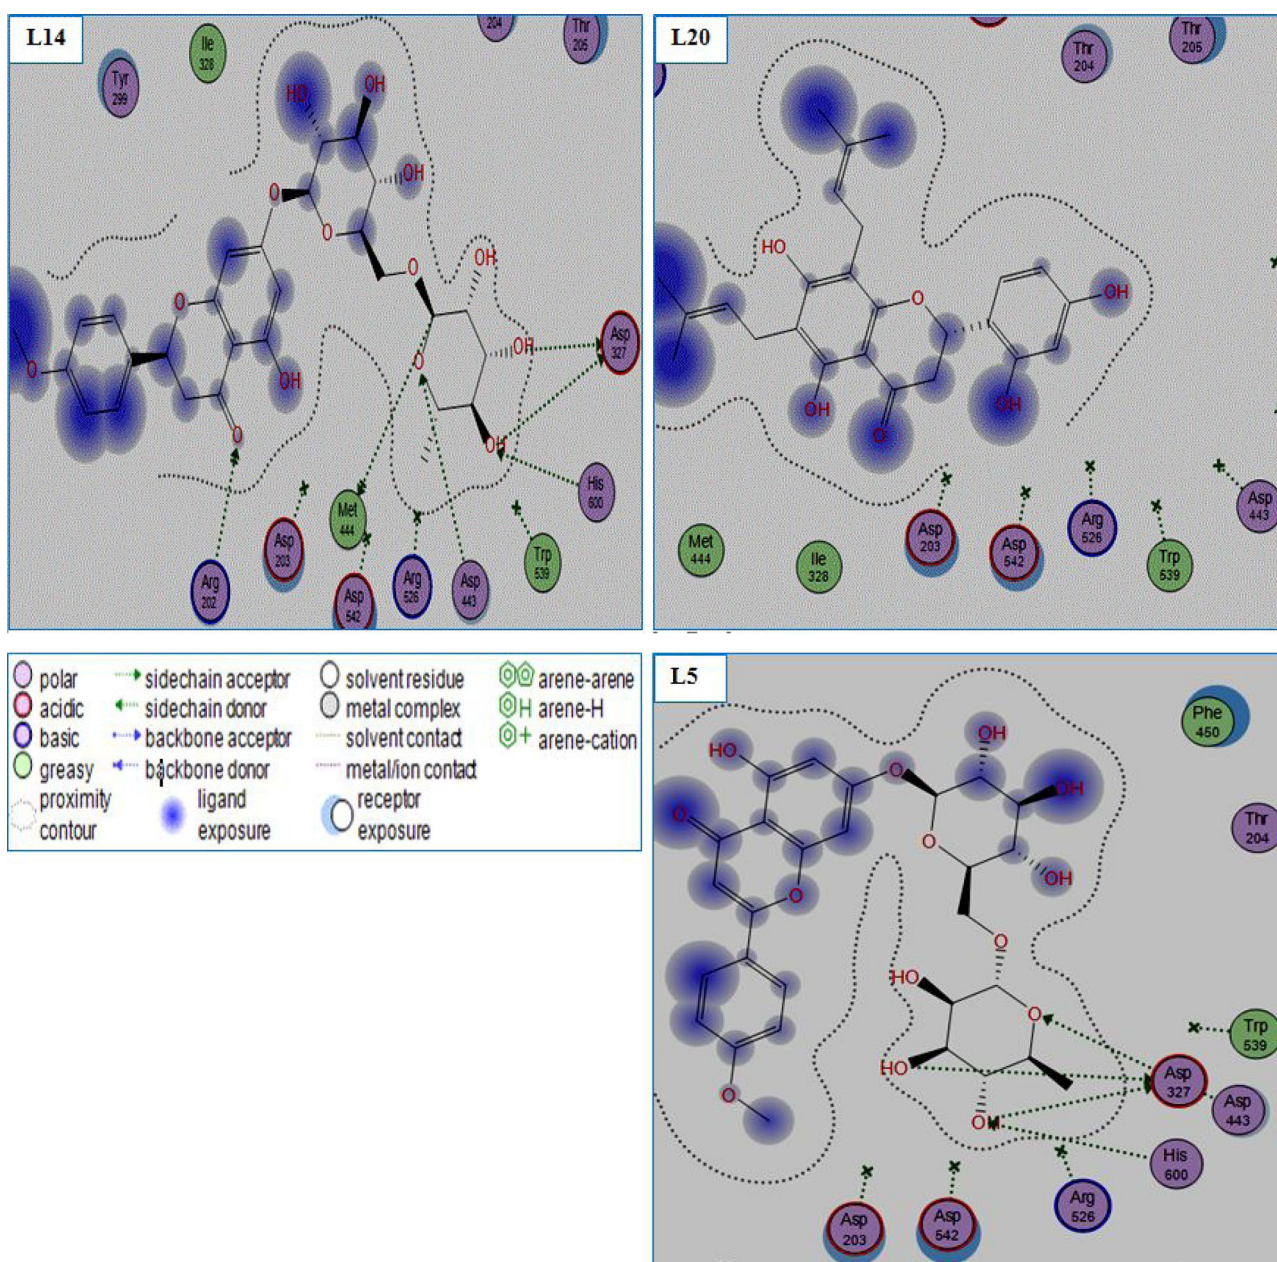 L14
Ile
328
204
Thr
205
Tyr
299
HO
OH
O
OH
O
O
OH
O
OH
Asp
327
O
O
O
OH
OH
O
Met
444
His
600
Asp
203
Trp
539
Arg
202
Asp
542
Arg
526
Asp
443
L20
Thr
204
Thr
205
HO
O
OH
OH
OH
O
Met
444
Ile
328
Asp
203
Asp
542
Arg
526
Trp
539
Asp
443
polar
sidechain acceptor
solvent residue
arene-arene
acidic
sidechain donor
metal complex
H arene-H
basic
backbone acceptor
solvent contact
+ arene-cation
greasy
backbone donor
metal/ion contact
proximity
contour
ligand
exposure
receptor
exposure
L5
Phe
450
Thr
204
HO
O
OH
OH
O
O
OH
O
O
HO
O
HO
OH
O
Trp
539
Asp
327
Asp
443
His
600
Arg
526
Asp
203
Asp
542